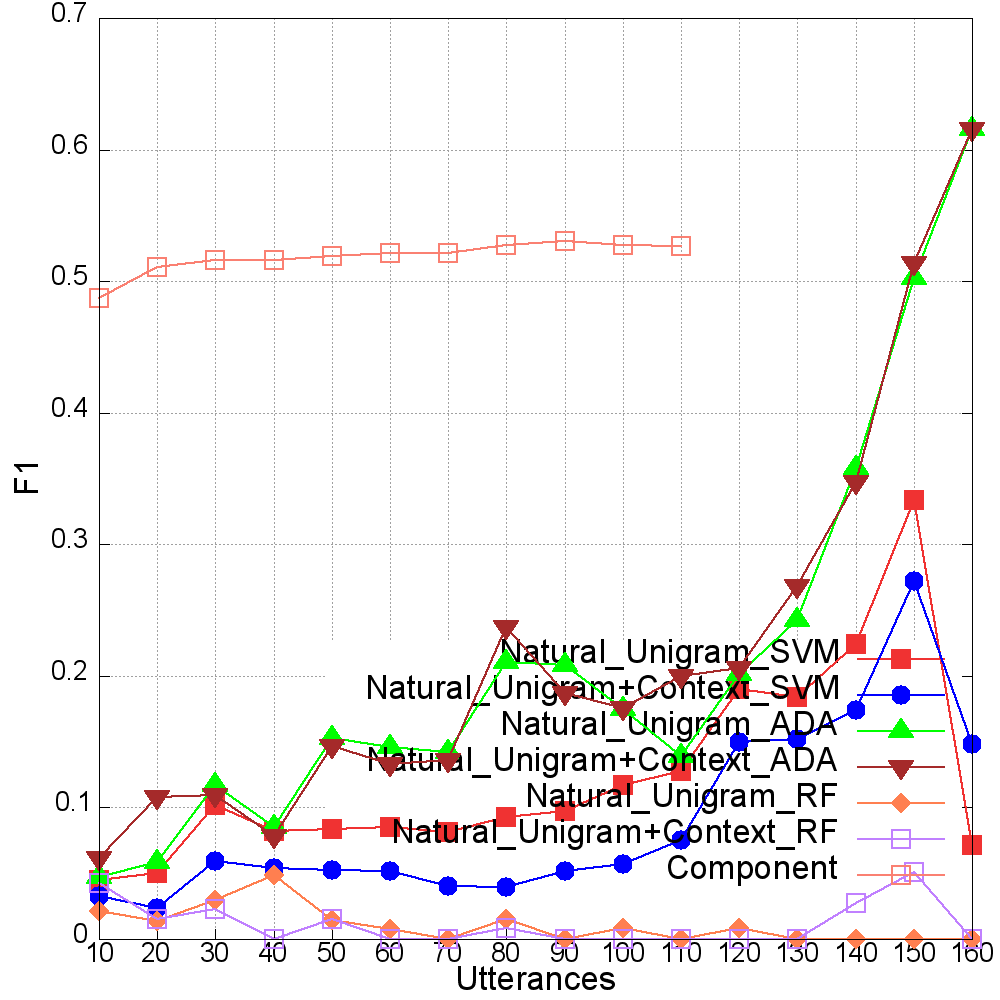 0.7
0.6
0.5
0.4
0.3
0.2
0.1
0
F1
Natural_Unigram_SVM
Natural_Unigram+Context_SVM
Natural_Unigram_ADA
Natural_Unigram+Context_ADA
Natural_Unigram_RF
Natural_Unigram+Context_RF
Component
10 20 30 40 50 60 70 80 90 100 110 120 130 140 150 160
Utterances